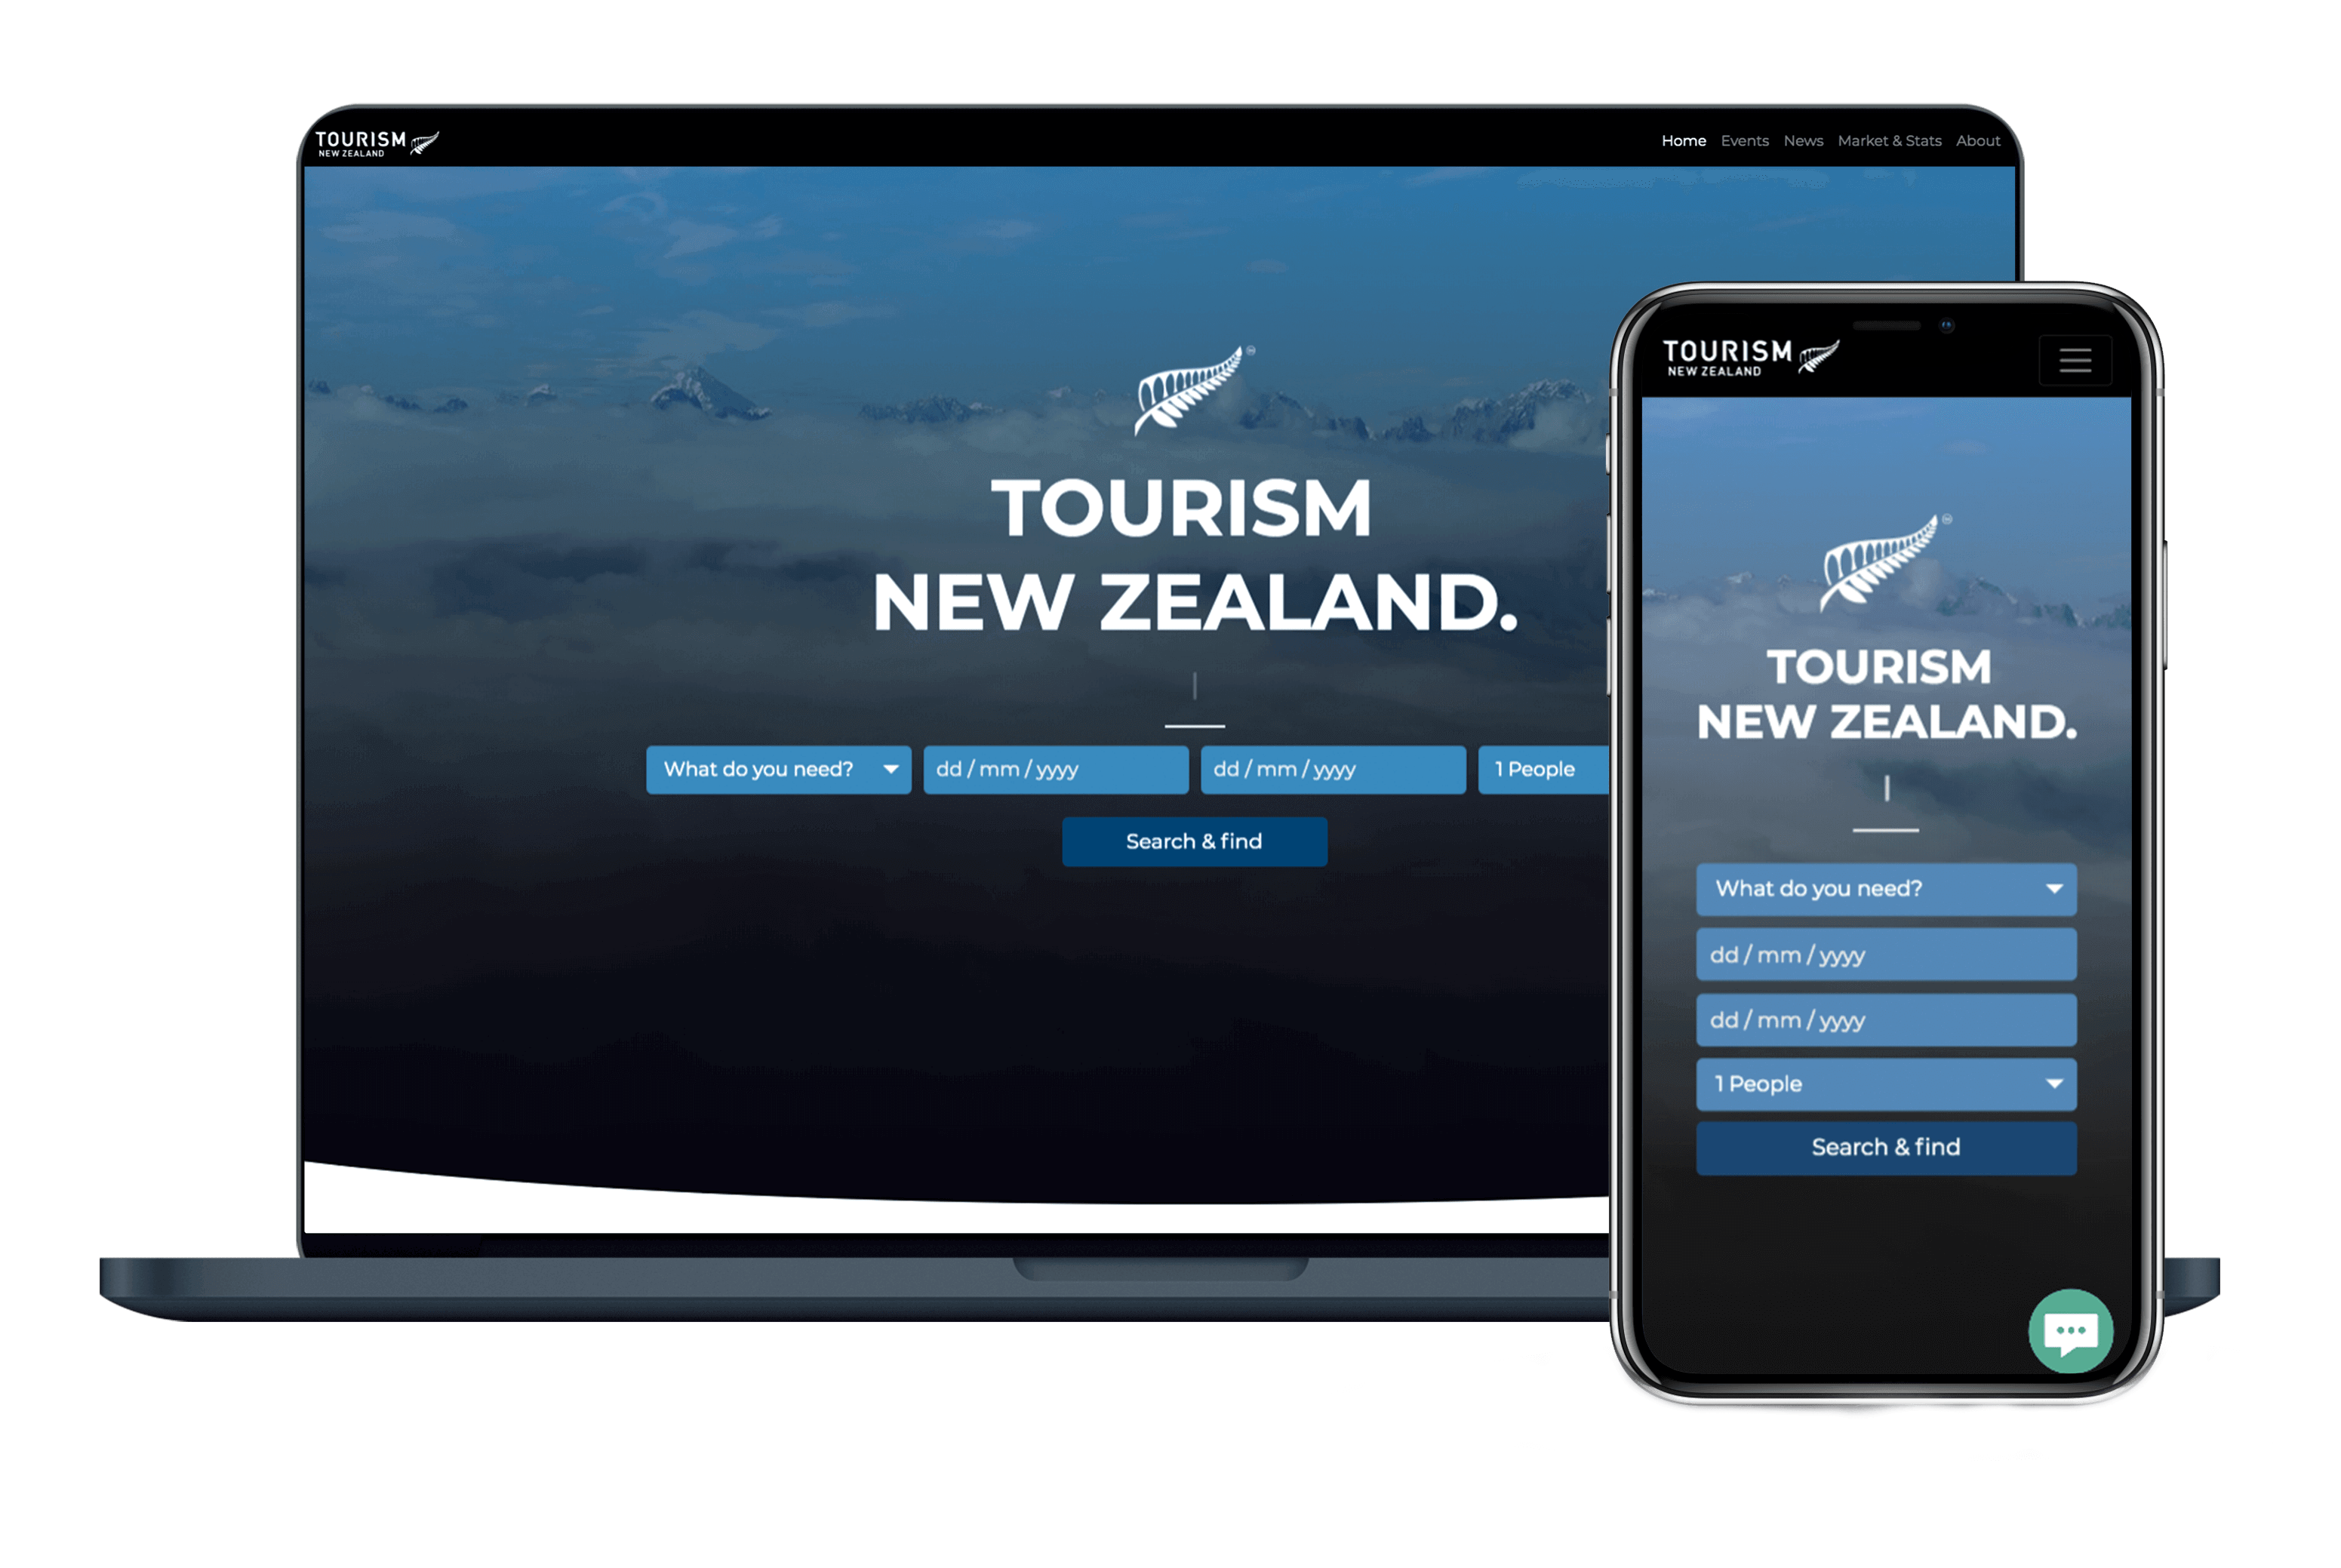 TOURISM
NEW ZEALAND
Home Events News Market & Stats About
TOURISM
NEW ZEALAND.
What do you need? dd / mm / yyyy dd / mm / yyyy 1 People
Search & find
TOURISM
NEW ZEALAND
TOURISM
NEW ZEALAND.
What do you need?
dd / mm / yyyy
dd / mm / yyyy
1 People
Search & find